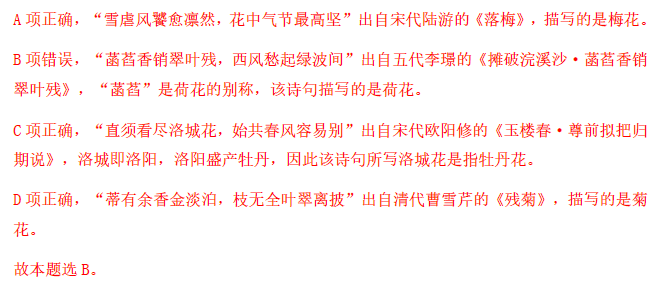 A 项正确，“雪虐风饕愈凛然，花中气节最高坚”出自宋代陆游的《落梅》，描写的是梅花。
B 项错误，“菡萏香销翠叶残，西风愁起绿波间”出自五代李璟的《摊破浣溪沙·菡萏香销
翠叶残》，“菡萏”是荷花的别称，该诗句描写的是荷花。
C 项正确，“直须看尽洛城花，始共春风容易别”出自宋代欧阳修的《玉楼春·尊前拟把归
期说》，洛城即洛阳，洛阳盛产牡丹，因此该诗句所写洛城花是指牡丹花。
D 项正确，“蒂有余香金淡泊，枝无全叶翠离披”出自清代曹雪芹的《残菊》，描写的是菊
花。
故本题选 B。